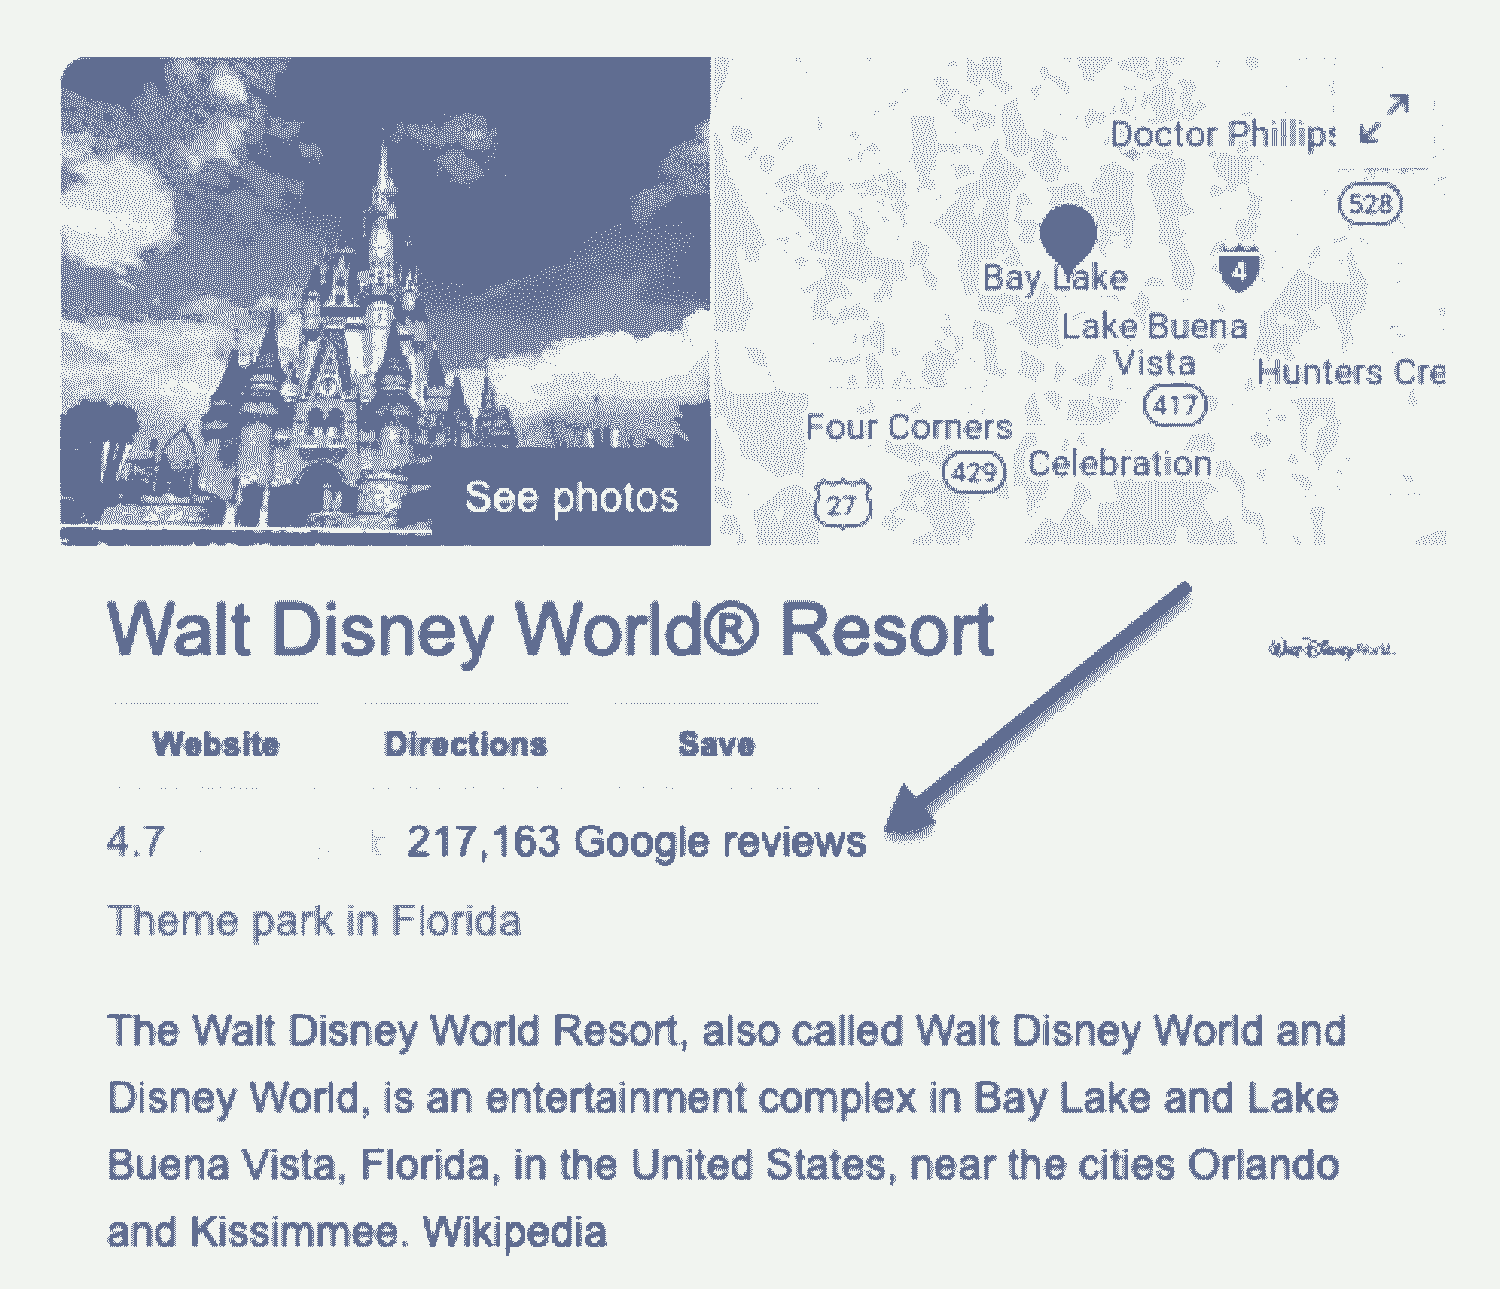 See photos
Doctor Phillips
528
Bay Lake
4
Lake Buena
Vista
Hunters Cre
417
Four Corners
429
Celebration
27
Walt Disney World® Resort
Walt Disney World.
Website
Directions
Save
4.7
217,163 Google reviews
Theme park in Florida
The Walt Disney World Resort, also called Walt Disney World and
Disney World, is an entertainment complex in Bay Lake and Lake
Buena Vista, Florida, in the United States, near the cities Orlando
and Kissimmee. Wikipedia